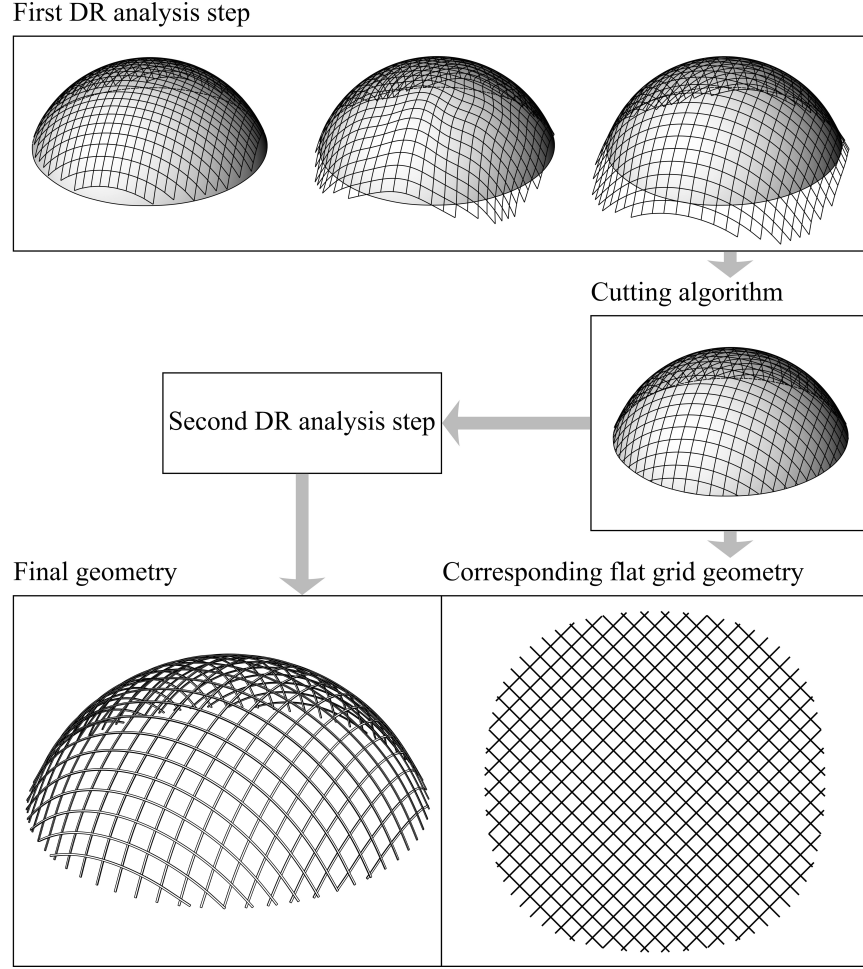 First DR analysis step
Cutting algorithm
Second DR analysis step
Final geometry
Corresponding flat grid geometry